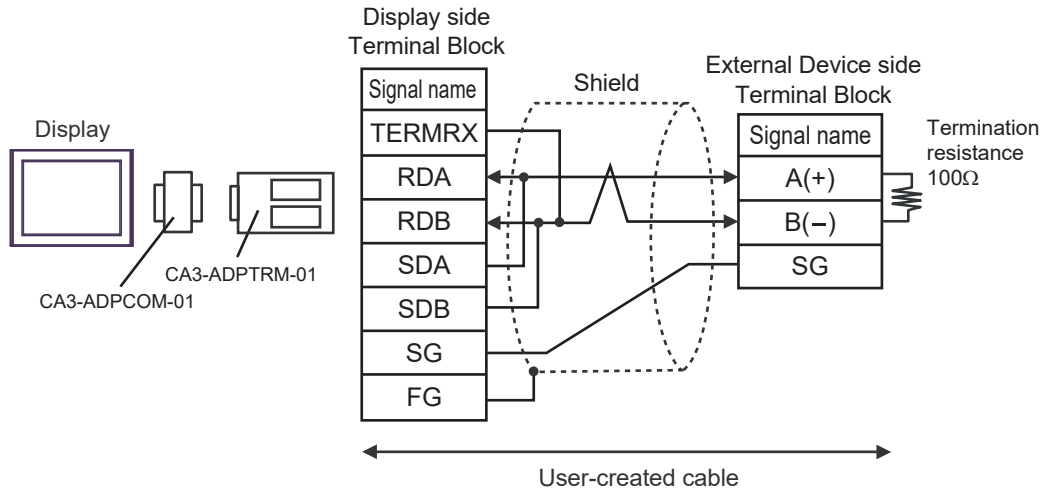 Display
CA3-ADPCOM-01
CA3-ADPTRM-01
Display side
Terminal Block
Signal name
TERMRX
RDA
RDB
SDA
SDB
SG
FG
Shield
External Device side
Terminal Block
Signal name
A(+)
B(−)
SG
Termination
resistance
100Ω
User-created cable